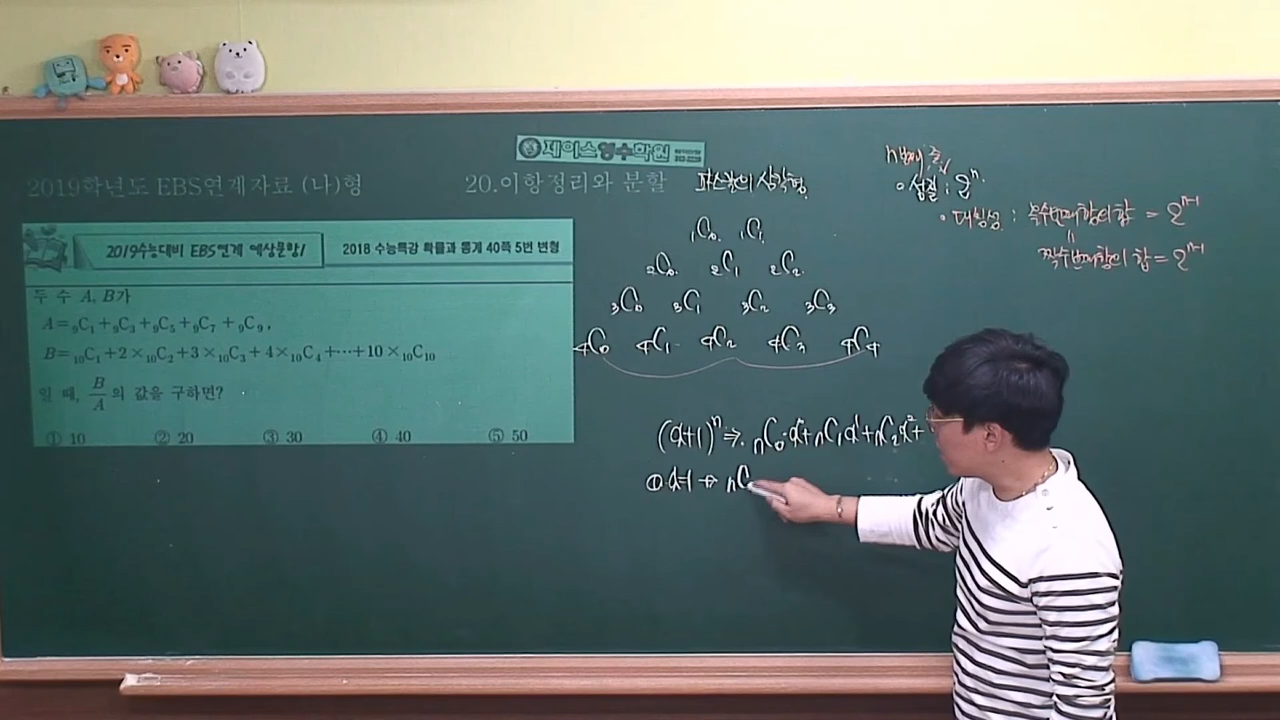 제이스영수학원
2019학년도 EBS연계자료 (나)형
20.이항정리와 분할
파스칼의 삼각형
n번째 줄
성질 : 2ⁿ
• 대칭성 : 홀수번째항의 합 = 2ⁿ⁻¹
=
짝수번째항의 합 = 2ⁿ⁻¹
2019수능대비 EBS연계 예상문항1
2018 수능특강 확률과 통계 40쪽 5번 변형
두 수 A, B가
A = ₉C₁ + ₉C₃ + ₉C₅ + ₉C₇ + ₉C₉,
B = ₁₀C₁ + 2 × ₁₀C₂ + 3 × ₁₀C₃ + 4 × ₁₀C₄ + ⋯ + 10 × ₁₀C₁₀
일 때, B/A 의 값을 구하면?
① 10 ② 20 ③ 30 ④ 40 ⑤ 50
₁C₀ ₁C₁
₂C₀ ₂C₁ ₂C₂
₃C₀ ₃C₁ ₃C₂ ₃C₃
₄C₀ ₄C₁ ₄C₂ ₄C₃ ₄C₄
(x+1)ⁿ ⇒ ₙC₀x⁰ + ₙC₁x¹ + ₙC₂x² +
① x=1 ⇒ ₙC